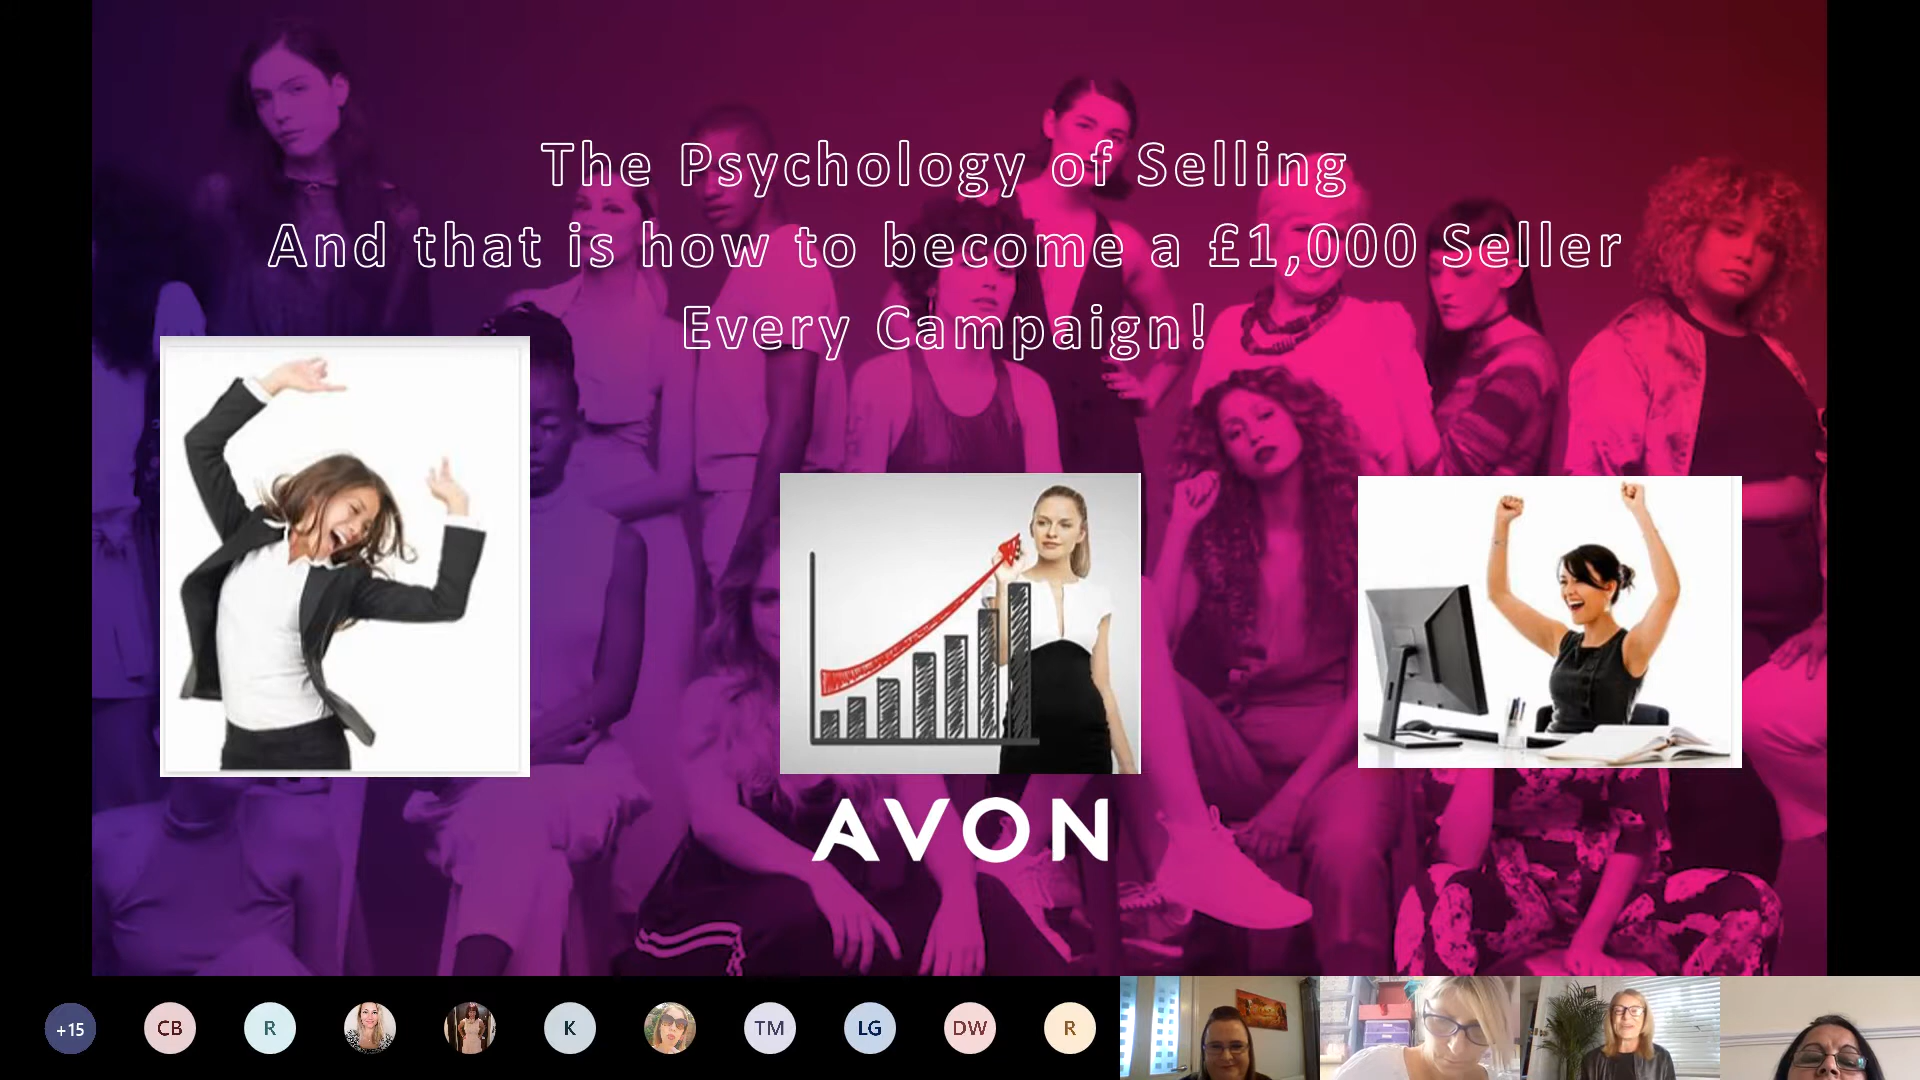 The Psychology of Selling
And that is how to become a £1,000 Seller
Every Campaign!
AVON
+15
CB
R
K
TM
LG
DW
R